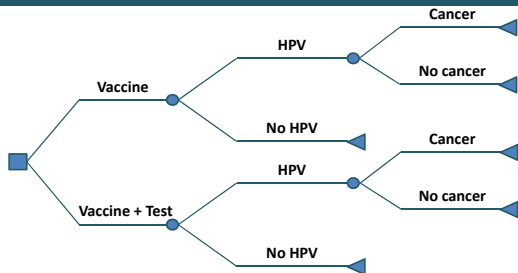 Cancer
HPV
Vaccine
No cancer
No HPV
Cancer
HPV
Vaccine + Test
No cancer
No HPV